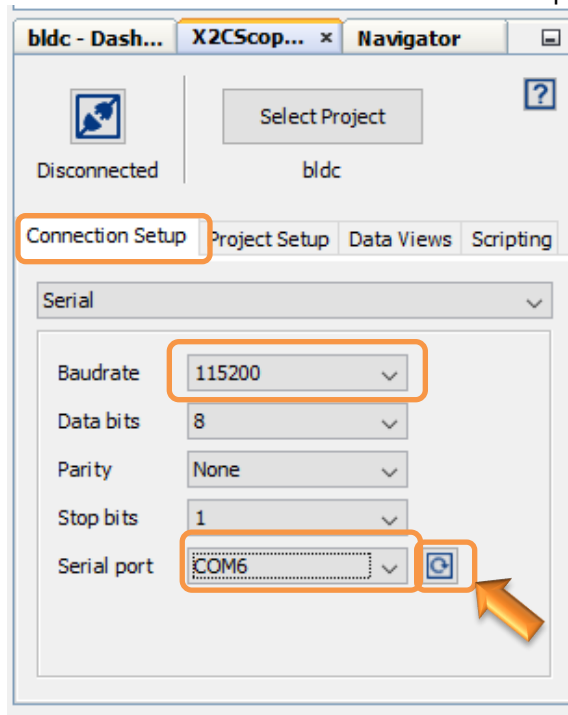 bldc - Dash... X2CScop... × Navigator
?
Select Project
Disconnected bldc
Connection Setup Project Setup Data Views Scripting
Serial
Baudrate 115200
Data bits 8
Parity None
Stop bits 1
Serial port COM6